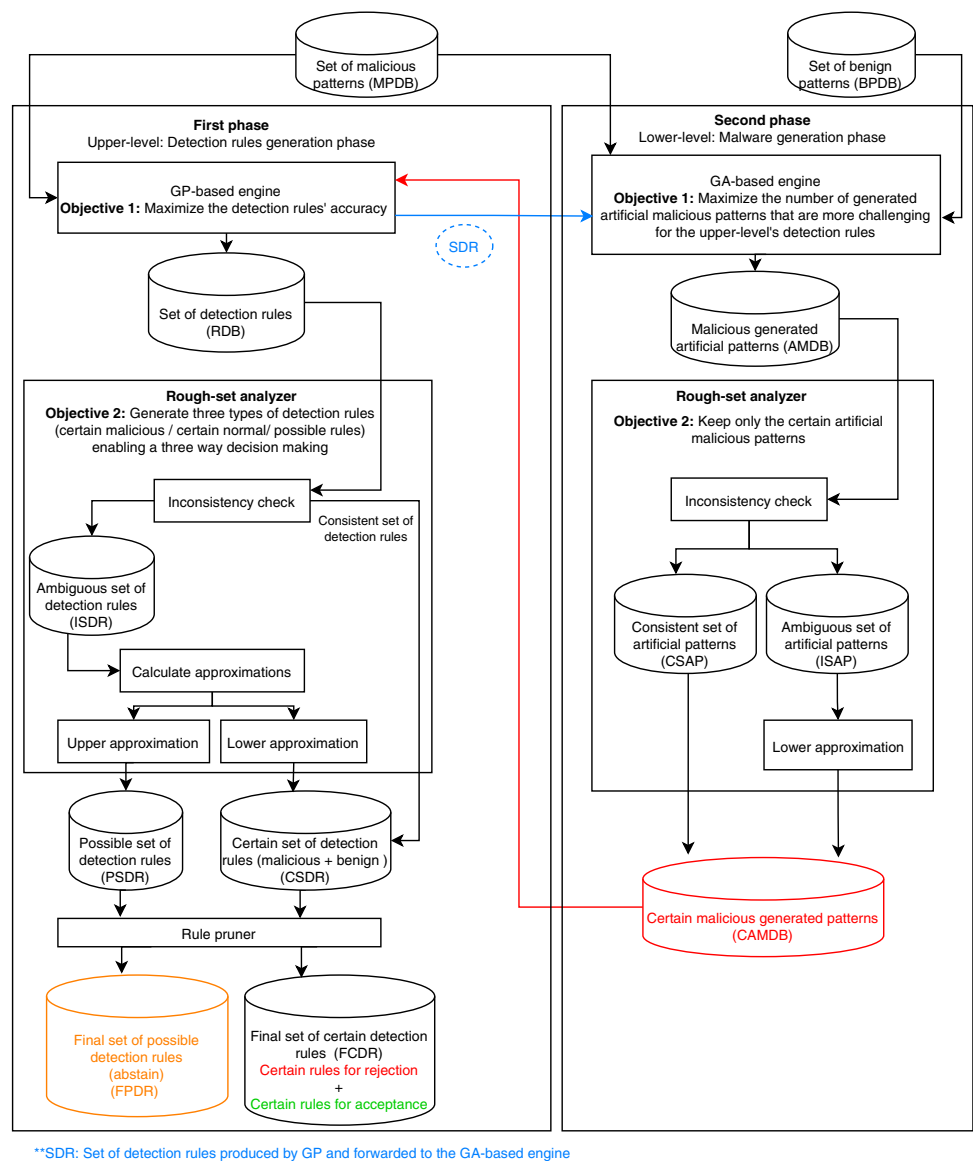 Set of malicious
patterns (MPDB)
Set of benign
patterns (BPDB)
First phase
Upper-level: Detection rules generation phase
GP-based engine
Objective 1: Maximize the detection rules' accuracy
SDR
Set of detection rules
(RDB)
Rough-set analyzer
Objective 2: Generate three types of detection rules
(certain malicious / certain normal/ possible rules)
enabling a three way decision making
Inconsistency check
Consistent set of
detection rules
Ambiguous set of
detection rules
(ISDR)
Calculate approximations
Upper approximation
Lower approximation
Possible set of
detection rules
(PSDR)
Certain set of detection
rules (malicious + benign )
(CSDR)
Rule pruner
Final set of possible
detection rules
(abstain)
(FPDR)
Final set of certain detection
rules (FCDR)
Certain rules for rejection
+
Certain rules for acceptance
Second phase
Lower-level: Malware generation phase
GA-based engine
Objective 1: Maximize the number of generated
artificial malicious patterns that are more challenging
for the upper-level's detection rules
Malicious generated
artificial patterns (AMDB)
Rough-set analyzer
Objective 2: Keep only the certain artificial
malicious patterns
Inconsistency check
Consistent set of
artificial patterns
(CSAP)
Ambiguous set of
artificial patterns
(ISAP)
Lower approximation
Certain malicious generated patterns
(CAMDB)
**SDR: Set of detection rules produced by GP and forwarded to the GA-based engine